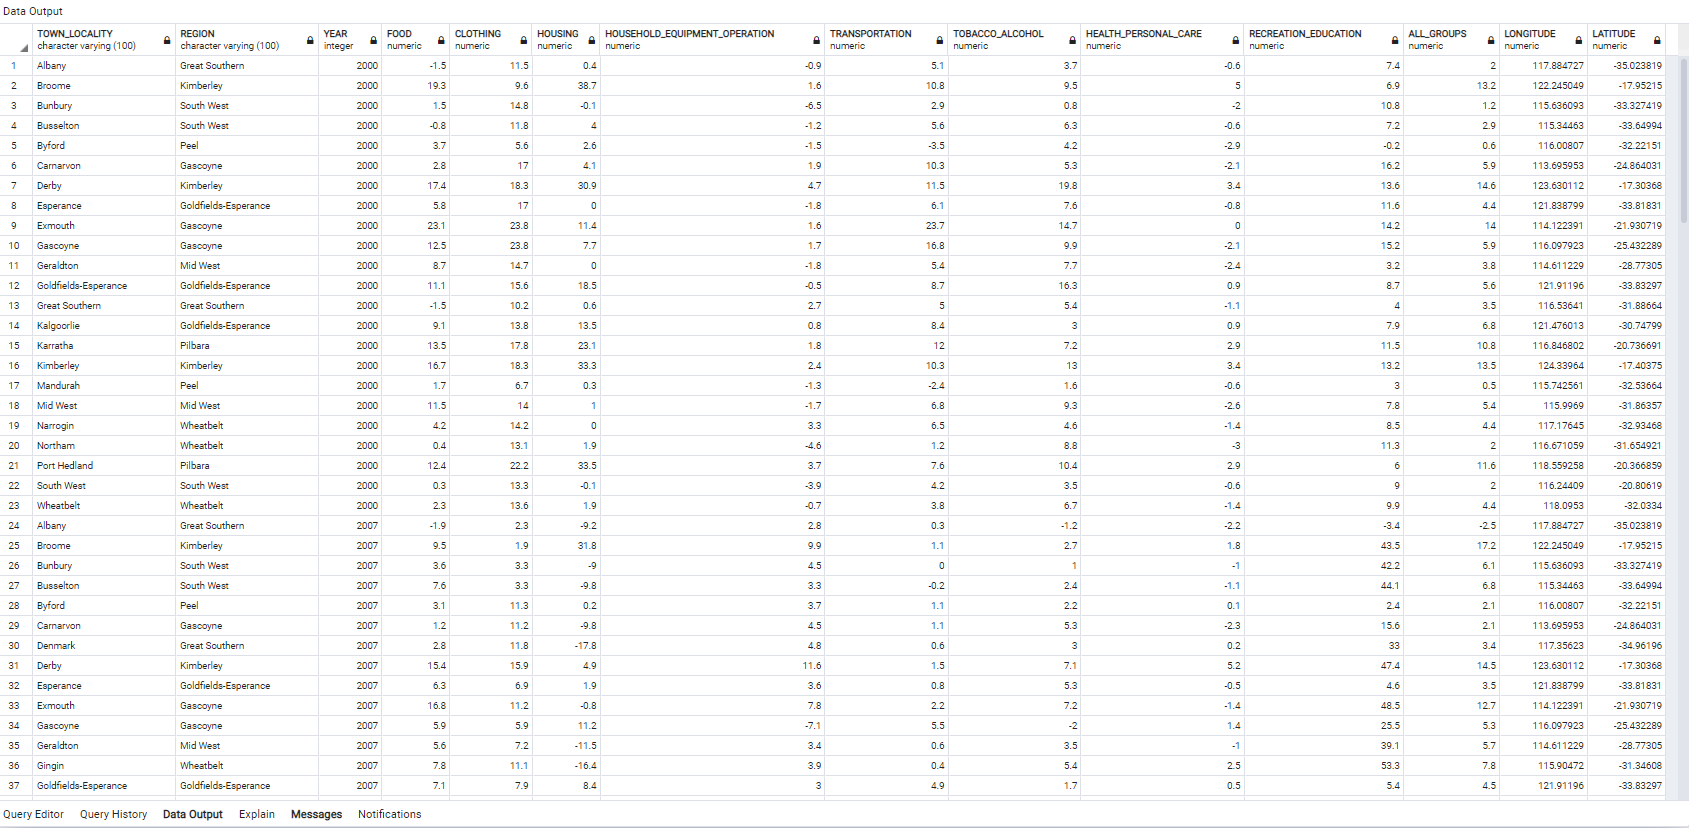 Data Output
TOWN_LOCALITY REGION YEAR FOOD CLOTHING HOUSING HOUSEHOLD_EQUIPMENT_OPERATION TRANSPORTATION TOBACCO_ALCOHOL HEALTH_PERSONAL_CARE RECREATION_EDUCATION ALL_GROUPS LONGITUDE LATITUDE
character varying (100) character varying (100) integer numeric numeric numeric numeric numeric numeric numeric numeric numeric numeric numeric
1 Albany Great Southern 2000 -1.5 11.5 0.4 -0.9 5.1 3.7 -0.6 7.4 2 117.884727 -35.023819
2 Broome Kimberley 2000 19.3 9.6 38.7 1.6 10.8 9.5 5 6.9 13.2 122.245049 -17.95215
3 Bunbury South West 2000 1.5 14.8 -0.1 -6.5 2.9 0.8 -2 10.8 1.2 115.636093 -33.327419
4 Busselton South West 2000 -0.8 11.8 4 -1.2 5.6 6.3 -0.6 7.2 2.9 115.34463 -33.64994
5 Byford Peel 2000 3.7 5.6 2.6 -1.5 -3.5 4.2 -2.9 -0.2 0.6 116.00807 -32.22151
6 Carnarvon Gascoyne 2000 2.8 17 4.1 1.9 10.3 5.3 -2.1 16.2 5.9 113.695953 -24.864031
7 Derby Kimberley 2000 17.4 18.3 30.9 4.7 11.5 19.8 3.4 13.6 14.6 123.630112 -17.30368
8 Esperance Goldfields-Esperance 2000 5.8 17 0 -1.8 6.1 7.6 -0.8 11.6 4.4 121.838799 -33.81831
9 Exmouth Gascoyne 2000 23.1 23.8 11.4 1.6 23.7 14.7 0 14.2 14 114.122391 -21.930719
10 Gascoyne Gascoyne 2000 12.5 23.8 7.7 1.7 16.8 9.9 -2.1 15.2 5.9 116.097923 -25.432289
11 Geraldton Mid West 2000 8.7 14.7 0 -1.8 5.4 7.7 -2.4 3.2 3.8 114.611229 -28.77305
12 Goldfields-Esperance Goldfields-Esperance 2000 11.1 15.6 18.5 -0.5 8.7 16.3 0.9 8.7 5.6 121.91196 -33.83297
13 Great Southern Great Southern 2000 -1.5 10.2 0.6 2.7 5 5.4 -1.1 4 3.5 116.53641 -31.88664
14 Kalgoorlie Goldfields-Esperance 2000 9.1 13.8 13.5 0.8 8.4 3 0.9 7.9 6.8 121.476013 -30.74799
15 Karratha Pilbara 2000 13.5 17.8 23.1 1.8 12 7.2 2.9 11.5 10.8 116.846802 -20.736691
16 Kimberley Kimberley 2000 16.7 18.3 33.3 2.4 10.3 13 3.4 13.2 13.5 124.33964 -17.40375
17 Mandurah Peel 2000 1.7 6.7 0.3 -1.3 -2.4 1.6 -0.6 3 0.5 115.742561 -32.53664
18 Mid West Mid West 2000 11.5 14 1 -1.7 6.8 9.3 -2.6 7.8 5.4 115.9969 -31.86357
19 Narrogin Wheatbelt 2000 4.2 14.2 0 3.3 6.5 4.6 -1.4 8.5 4.4 117.17645 -32.93468
20 Northam Wheatbelt 2000 0.4 13.1 1.9 -4.6 1.2 8.8 -3 11.3 2 116.671059 -31.654921
21 Port Hedland Pilbara 2000 12.4 22.2 33.5 3.7 7.6 10.4 2.9 6 11.6 118.559258 -20.366859
22 South West South West 2000 0.3 13.3 -0.1 -3.9 4.2 3.5 -0.6 9 2 116.24409 -20.80619
23 Wheatbelt Wheatbelt 2000 2.3 13.6 1.9 -0.7 3.8 6.7 -1.4 9.9 4.4 118.0953 -32.0334
24 Albany Great Southern 2007 -1.9 2.3 -9.2 2.8 0.3 -1.2 -2.2 -3.4 -2.5 117.884727 -35.023819
25 Broome Kimberley 2007 9.5 1.9 31.8 9.9 1.1 2.7 1.8 43.5 17.2 122.245049 -17.95215
26 Bunbury South West 2007 3.6 3.3 -9 4.5 0 1 -1 42.2 6.1 115.636093 -33.327419
27 Busselton South West 2007 7.6 3.3 -9.8 3.3 -0.2 2.4 -1.1 44.1 6.8 115.34463 -33.64994
28 Byford Peel 2007 3.1 11.3 0.2 3.7 1.1 2.2 0.1 2.4 2.1 116.00807 -32.22151
29 Carnarvon Gascoyne 2007 1.2 11.2 -9.8 4.5 1.1 5.3 -2.3 15.6 2.1 113.695953 -24.864031
30 Denmark Great Southern 2007 2.8 11.8 -17.8 4.8 0.6 3 0.2 33 3.4 117.35623 -34.96196
31 Derby Kimberley 2007 15.4 15.9 4.9 11.6 1.5 7.1 5.2 47.4 14.5 123.630112 -17.30368
32 Esperance Goldfields-Esperance 2007 6.3 6.9 1.9 3.6 0.8 5.3 -0.5 4.6 3.5 121.838799 -33.81831
33 Exmouth Gascoyne 2007 16.8 11.2 -0.8 7.8 2.2 7.2 -1.4 48.5 12.7 114.122391 -21.930719
34 Gascoyne Gascoyne 2007 5.9 5.9 11.2 -7.1 5.5 -2 1.4 25.5 5.3 116.097923 -25.432289
35 Geraldton Mid West 2007 5.6 7.2 -11.5 3.4 0.6 3.5 -1 39.1 5.7 114.611229 -28.77305
36 Gingin Wheatbelt 2007 7.8 11.1 -16.4 3.9 0.4 5.4 2.5 53.3 7.8 115.90472 -31.34608
37 Goldfields-Esperance Goldfields-Esperance 2007 7.1 7.9 8.4 3 4.9 1.7 0.5 5.4 4.5 121.91196 -33.83297
Query Editor Query History Data Output Explain Messages Notifications